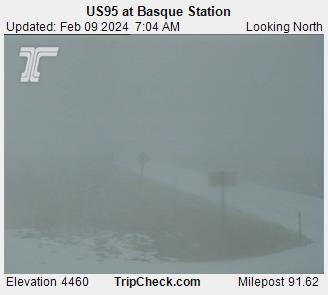 US95 at Basque Station
Updated: Feb 09 2024 7:04 AM Looking North
Elevation 4460 TripCheck.com Milepost 91.62